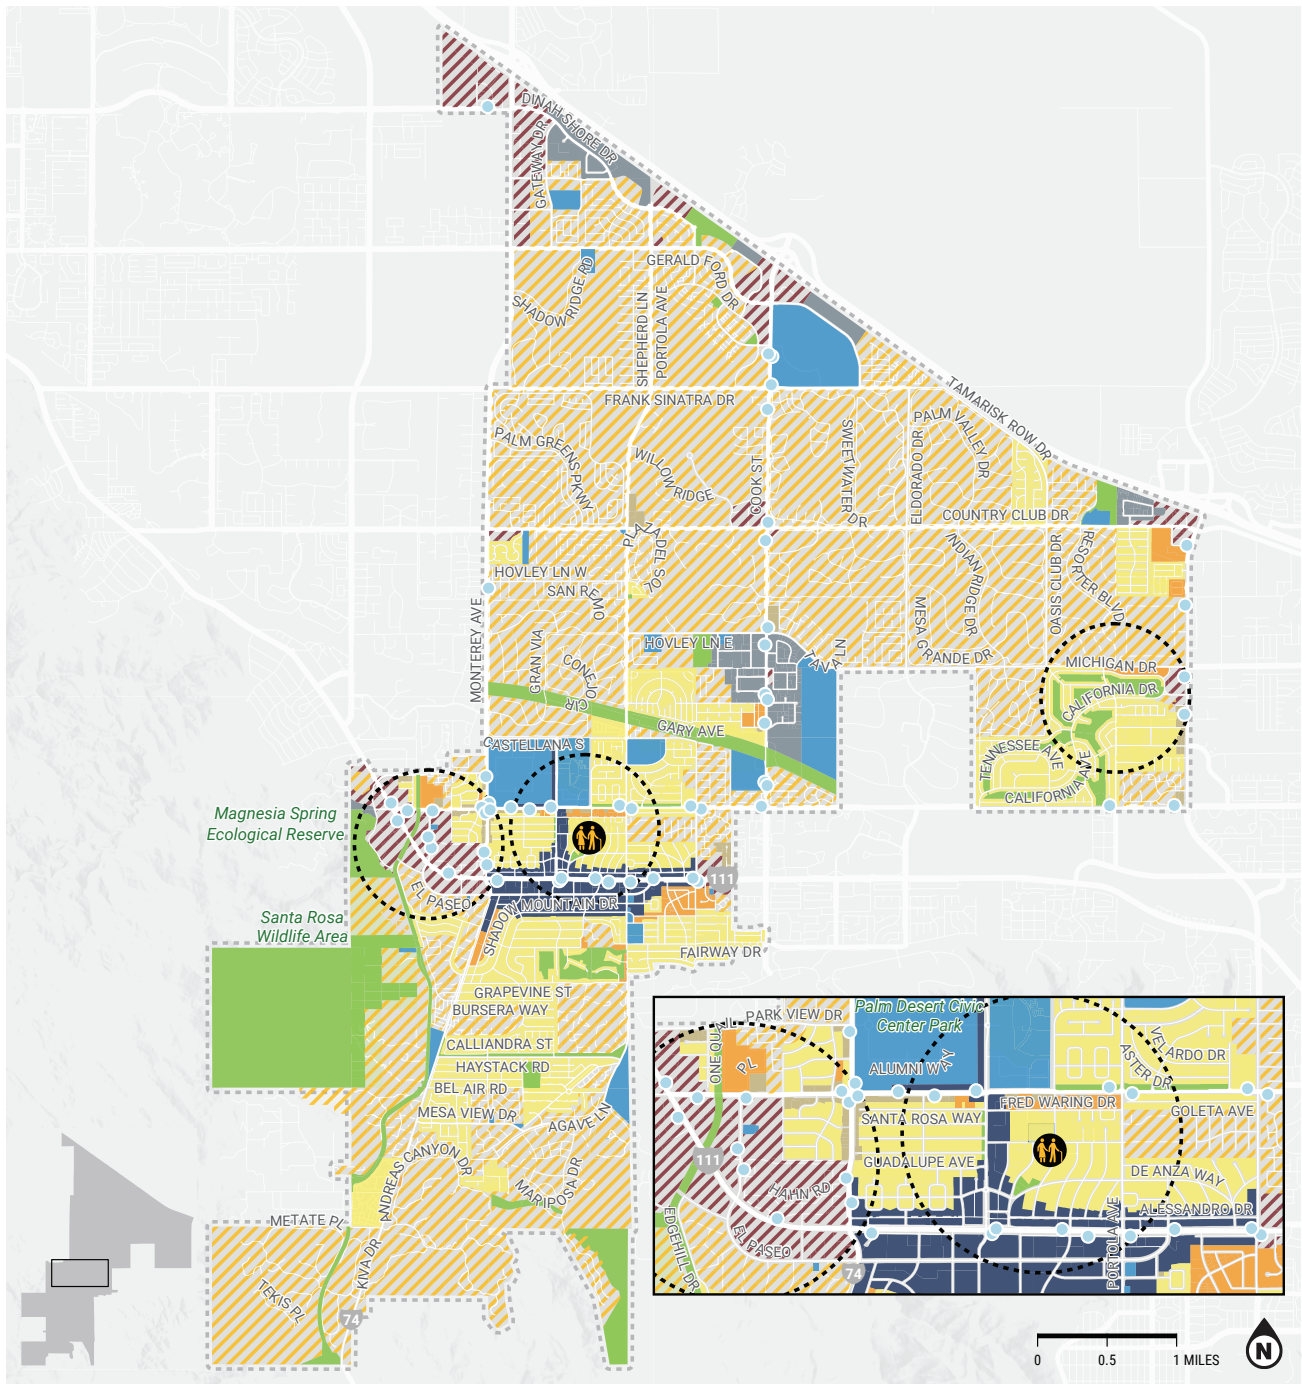 DINAH SHORE DR
GATEWAY DR
GERALD FORD DR
SHADOW RIDGE RD
SHEPHERD LN
PORTOLA AVE
FRANK SINATRA DR
TAMARISK ROW DR
PALM GREENS PKWY
WILLOW RIDGE
COOK ST
SWEETWATER DR
ELDORADO DR
PALM VALLEY DR
COUNTRY CLUB DR
PLAZA DEL SOL
HOVLEY LN W
SAN REMO
INDIAN RIDGE DR
OASIS CLUB DR
RESORTER BLVD
MONTEREY AVE
GRAN VIA
CONEJO CIR
HOVLEY LN E
TAVA LN
MESA GRANDE DR
MICHIGAN DR
CALIFORNIA DR
GARY AVE
CASTELLANA S
TENNESSEE AVE
CALIFORNIA AVE
Magnesia Spring
Ecological Reserve
111
EL PASEO
SHADOW MOUNTAIN DR
Santa Rosa
Wildlife Area
FAIRWAY DR
GRAPEVINE ST
BURSERA WAY
CALLIANDRA ST
HAYSTACK RD
BEL AIR RD
MESA VIEW DR
AGAVE LN
ANDREAS CANYON DR
MARIPOSA DR
METATE PL
KIVA DR
TEKIS PL
74
PARK VIEW DR
Palm Desert Civic
Center Park
ONE QUAIL PL
ALUMNI WAY
VELARDO DR
ASTER DR
FRED WARING DR
GOLETA AVE
SANTA ROSA WAY
GUADALUPE AVE
DE ANZA WAY
111
HAHN RD
EL PASEO
EDGEHILL DR
PORTOLA AVE
ALESSANDRO DR
74
0 0.5 1 MILES
N